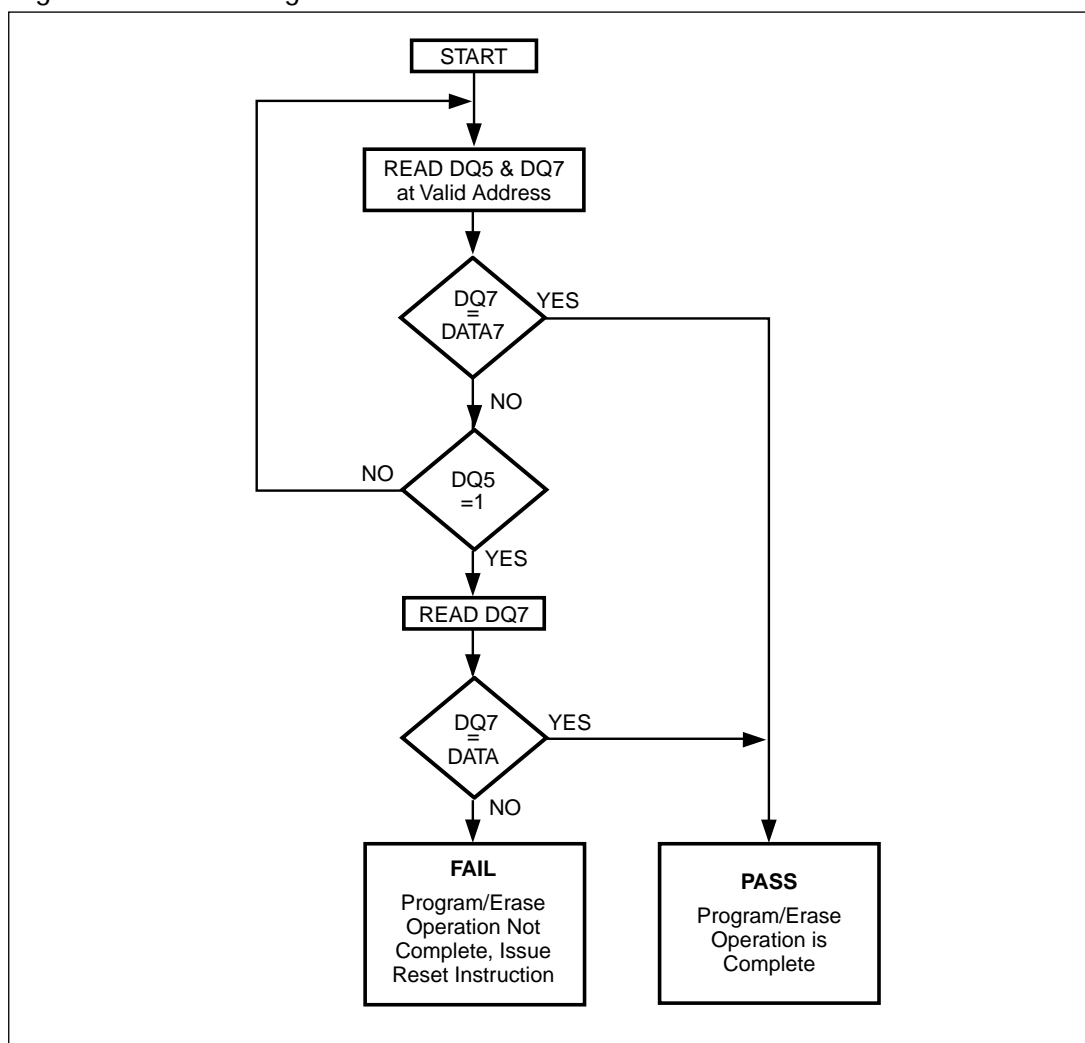 START
READ DQ5 & DQ7
at Valid Address
DQ7
=
DATA7
YES
NO
DQ5
=1
NO
YES
READ DQ7
DQ7
=
DATA
YES
NO
FAIL
Program/Erase
Operation Not
Complete, Issue
Reset Instruction
PASS
Program/Erase
Operation is
Complete